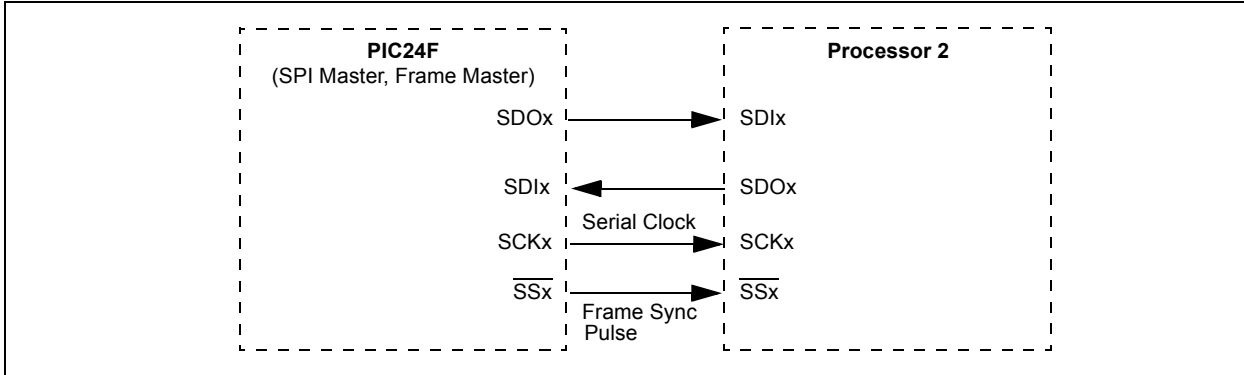 PIC24F
(SPI Master, Frame Master)
Processor 2
SDOx
SDIx
SDIx
SDOx
Serial Clock
SCKx
SCKx
SSx
SSx
Frame Sync
Pulse